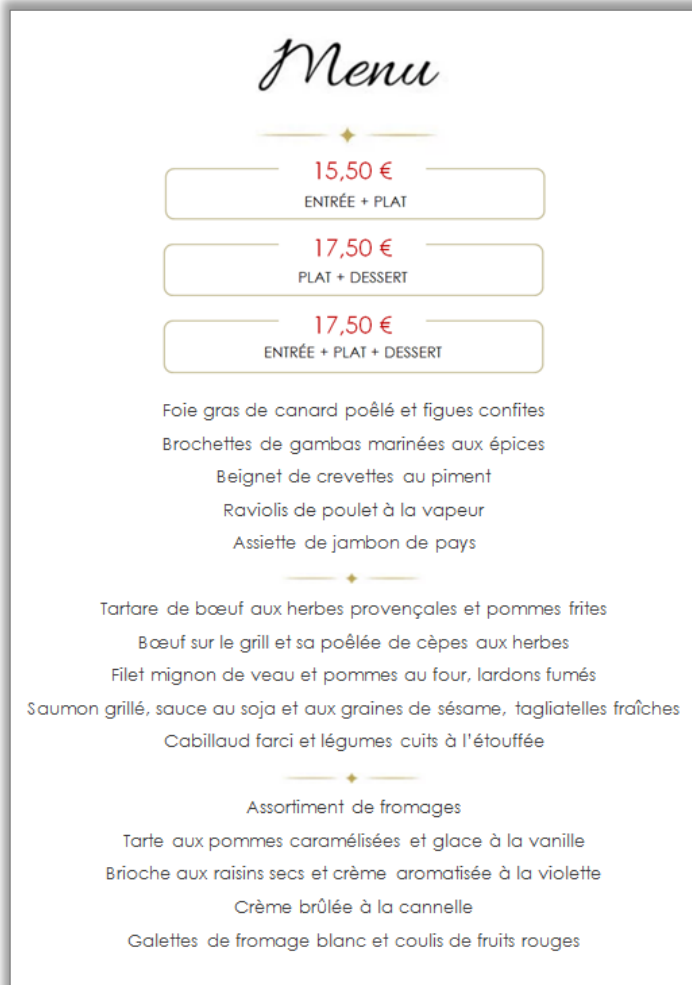 Menu
15,50 €
ENTRÉE + PLAT
17,50 €
PLAT + DESSERT
17,50 €
ENTRÉE + PLAT + DESSERT
Foie gras de canard poêlé et figues confites
Brochettes de gambas marinées aux épices
Beignet de crevettes au piment
Raviolis de poulet à la vapeur
Assiette de jambon de pays
Tartare de bœuf aux herbes provençales et pommes frites
Bœuf sur le grill et sa poêlée de cèpes aux herbes
Filet mignon de veau et pommes au four, lardons fumés
Saumon grillé, sauce au soja et aux graines de sésame, tagliatelles fraîches
Cabillaud farci et légumes cuits à l’étouffée
Assortiment de fromages
Tarte aux pommes caramélisées et glace à la vanille
Brioche aux raisins secs et crème aromatisée à la violette
Crème brûlée à la cannelle
Galettes de fromage blanc et coulis de fruits rouges